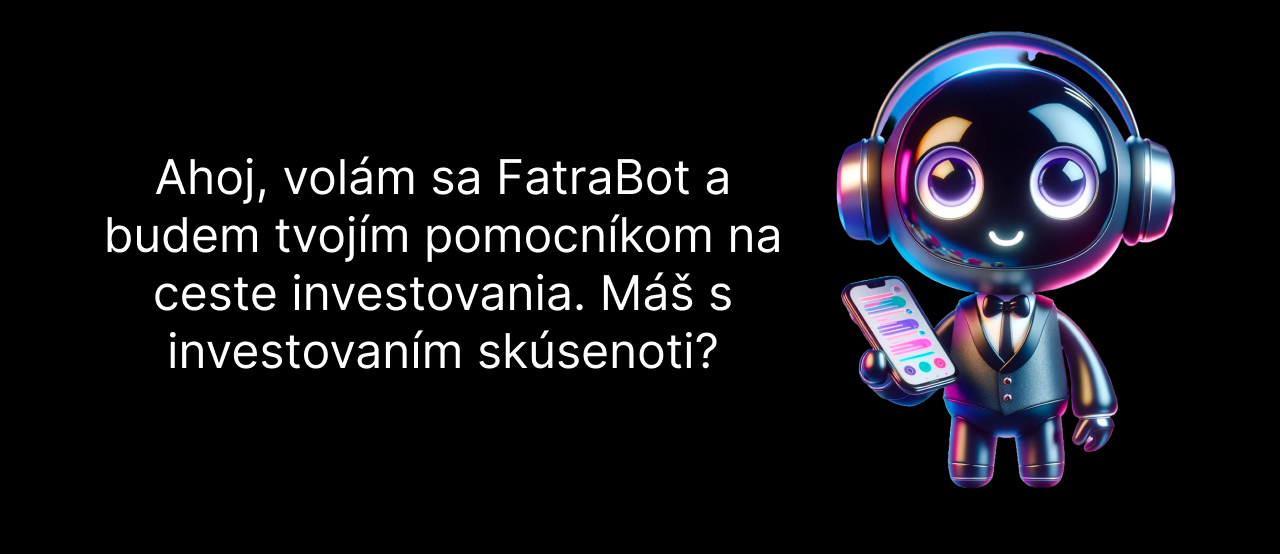 Ahoj, volám sa FatraBot a
budem tvojím pomocníkom na
ceste investovania. Máš s
investovaním skúsenoti?